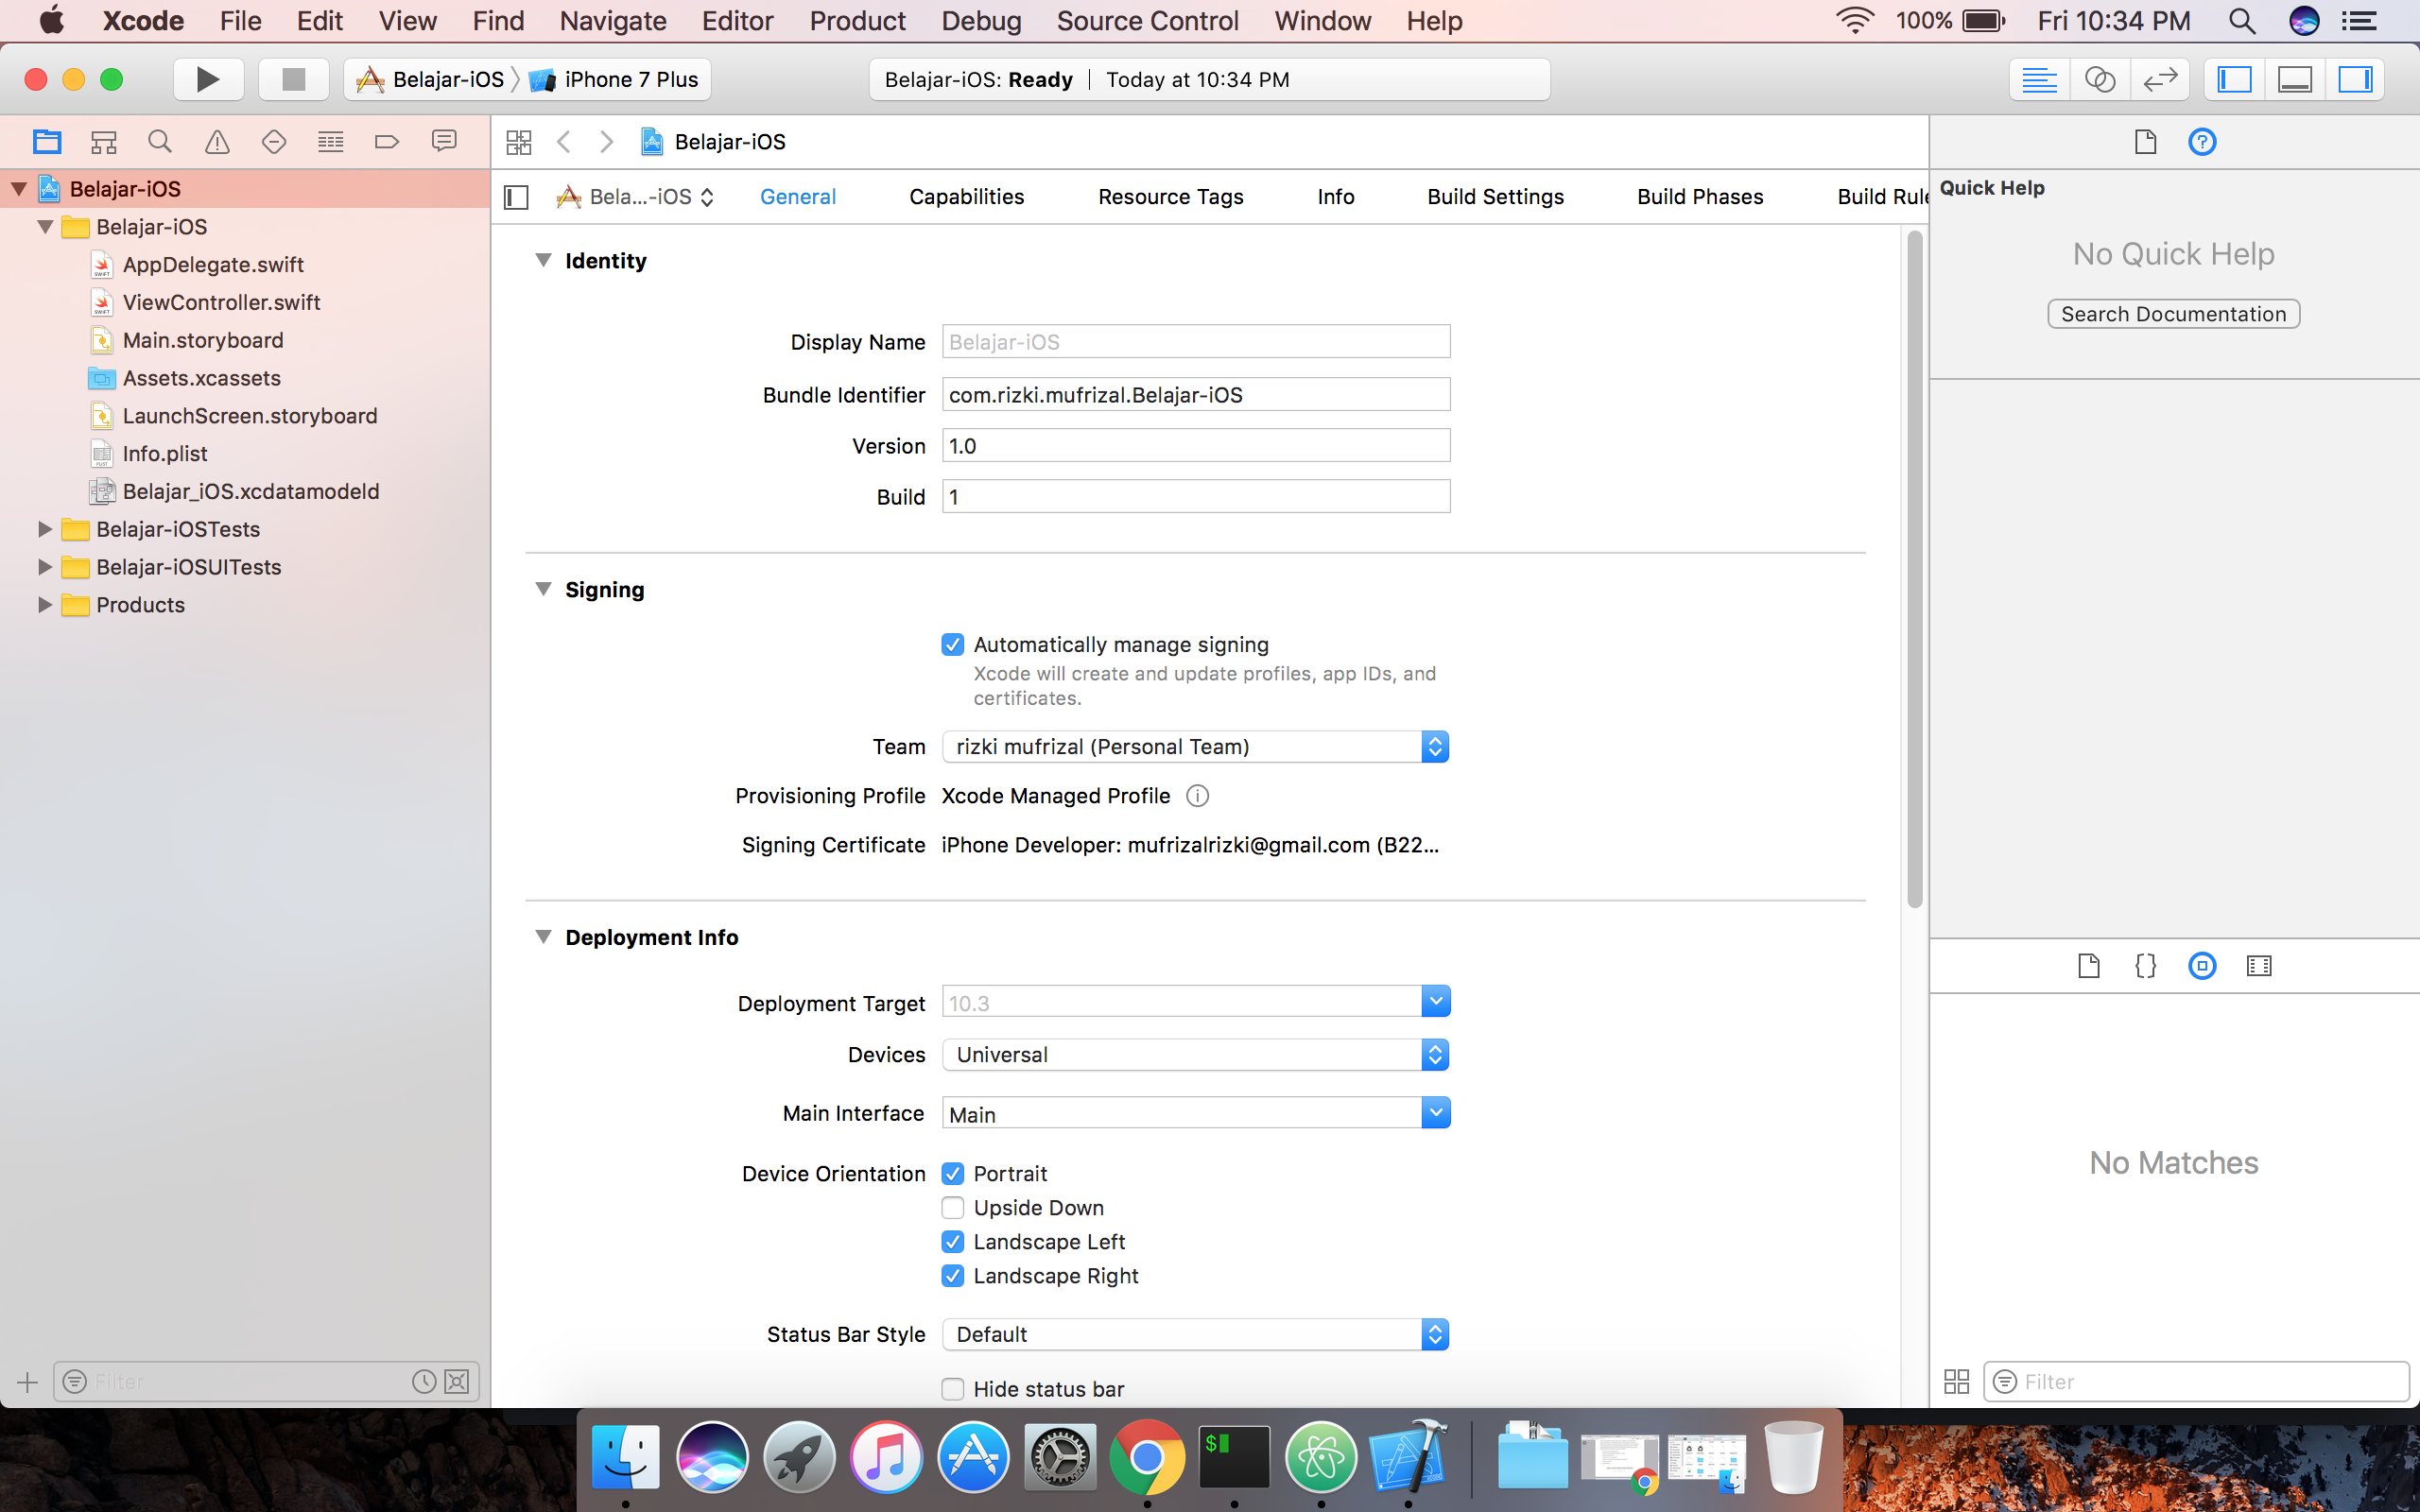 Xcode File Edit View Find Navigate Editor Product Debug Source Control Window Help 100% Fri 10:34 PM
Belajar-iOS iPhone 7 Plus Belajar-iOS: Ready Today at 10:34 PM
Belajar-iOS
Belajar-iOS
Belajar-iOS
AppDelegate.swift
ViewController.swift
Main.storyboard
Assets.xcassets
LaunchScreen.storyboard
Info.plist
Belajar_iOS.xcdatamodeld
Belajar-iOSTests
Belajar-iOSUITests
Products
Filter
Bela...-iOS General Capabilities Resource Tags Info Build Settings Build Phases Build Rule
Identity
Display Name Belajar-iOS
Bundle Identifier com.rizki.mufrizal.Belajar-iOS
Version 1.0
Build 1
Signing
Automatically manage signing
Xcode will create and update profiles, app IDs, and
certificates.
Team rizki mufrizal (Personal Team)
Provisioning Profile Xcode Managed Profile
Signing Certificate iPhone Developer: mufrizalrizki@gmail.com (B22...
Deployment Info
Deployment Target 10.3
Devices Universal
Main Interface Main
Device Orientation Portrait
Upside Down
Landscape Left
Landscape Right
Status Bar Style Default
Hide status bar
Quick Help
No Quick Help
Search Documentation
No Matches
Filter